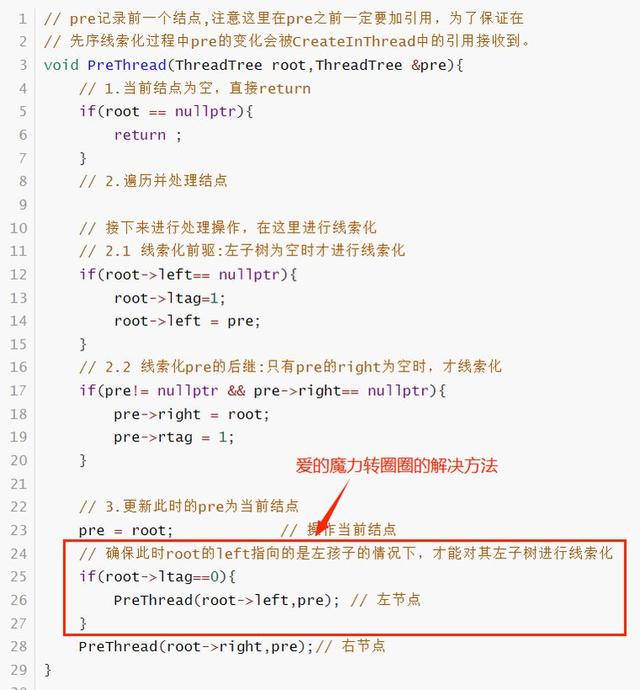 1 // pre记录前一个结点,注意这里在pre之前一定要加引用，为了保证在
2 // 先序线索化过程中pre的变化会被CreateInThread中的引用接收到。
3 void PreThread(ThreadTree root,ThreadTree &pre){
4 // 1.当前结点为空，直接return
5 if(root == nullptr){
6 return ;
7 }
8 // 2.遍历并处理结点
9
10 // 接下来进行处理操作，在这里进行线索化
11 // 2.1 线索化前驱:左子树为空时才进行线索化
12 if(root->left== nullptr){
13 root->ltag=1;
14 root->left = pre;
15 }
16 // 2.2 线索化pre的后继:只有pre的right为空时，才线索化
17 if(pre!= nullptr && pre->right== nullptr){
18 pre->right = root;
19 pre->rtag = 1;
20 }
爱的魔力转圈圈的解决方法
21
22 // 3.更新此时的pre为当前结点
23 pre = root; // 操作当前结点
24 // 确保此时root的left指向的是左孩子的情况下，才能对其左子树进行线索化
25 if(root->ltag==0){
26 PreThread(root->left,pre); // 左节点
27 }
28 PreThread(root->right,pre);// 右节点
29 }